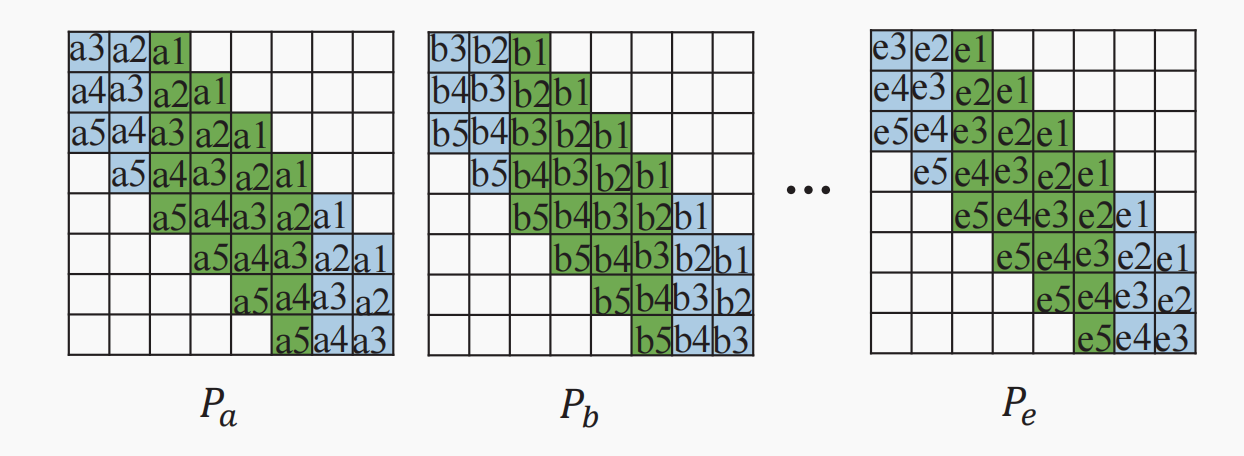 a3 a2 a1 b3 b2 b1 e3 e2 e1
a4 a3 a2 a1 b4 b3 b2 b1 e4 e3 e2 e1
a5 a4 a3 a2 a1 b5 b4 b3 b2 b1 e5 e4 e3 e2 e1
a5 a4 a3 a2 a1 b5 b4 b3 b2 b1 ... e5 e4 e3 e2 e1
a5 a4 a3 a2 a1 b5 b4 b3 b2 b1 e5 e4 e3 e2 e1
a5 a4 a3 a2 a1 b5 b4 b3 b2 b1 e5 e4 e3 e2 e1
a5 a4 a3 a2 b5 b4 b3 b2 e5 e4 e3 e2
a5 a4 a3 b5 b4 b3 e5 e4 e3
Pa Pb Pe